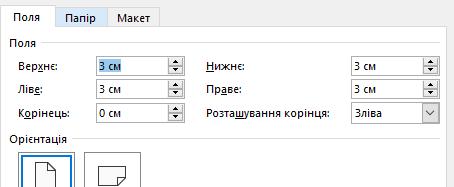 Поля Папір Макет
Поля
Верхнє: 3 см Нижнє: 3 см
Ліве: 3 см Праве: 3 см
Корінець: 0 см Розташування корінця: Зліва
Орієнтація